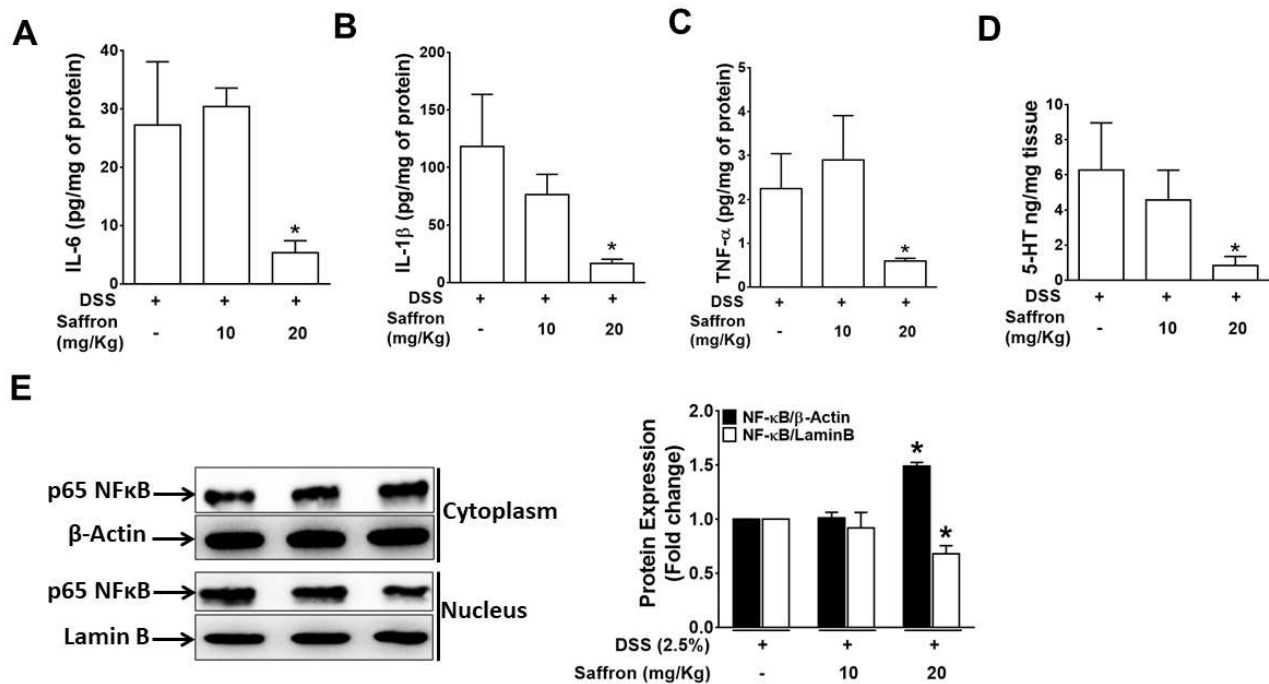 A
IL-6 (pg/mg of protein)
40
30
20
10
0
*
DSS + + +
Saffron
(mg/Kg) - 10 20
B
IL-1β (pg/mg of protein)
200
150
100
50
0
*
DSS + + +
Saffron
(mg/Kg) - 10 20
C
TNF-α (pg/mg of protein)
5
4
3
2
1
0
*
DSS + + +
Saffron
(mg/Kg) - 10 20
D
5-HT ng/mg tissue
10
8
6
4
2
0
*
DSS + + +
Saffron
(mg/Kg) - 10 20
E
p65 NFκB
β-Actin
Cytoplasm
p65 NFκB
Lamin B
Nucleus
Protein Expression
(Fold change)
2.0
1.5
1.0
0.5
0.0
NF-κB/β-Actin
NF-κB/LaminB
*
*
DSS (2.5%) + + +
Saffron (mg/Kg) - 10 20